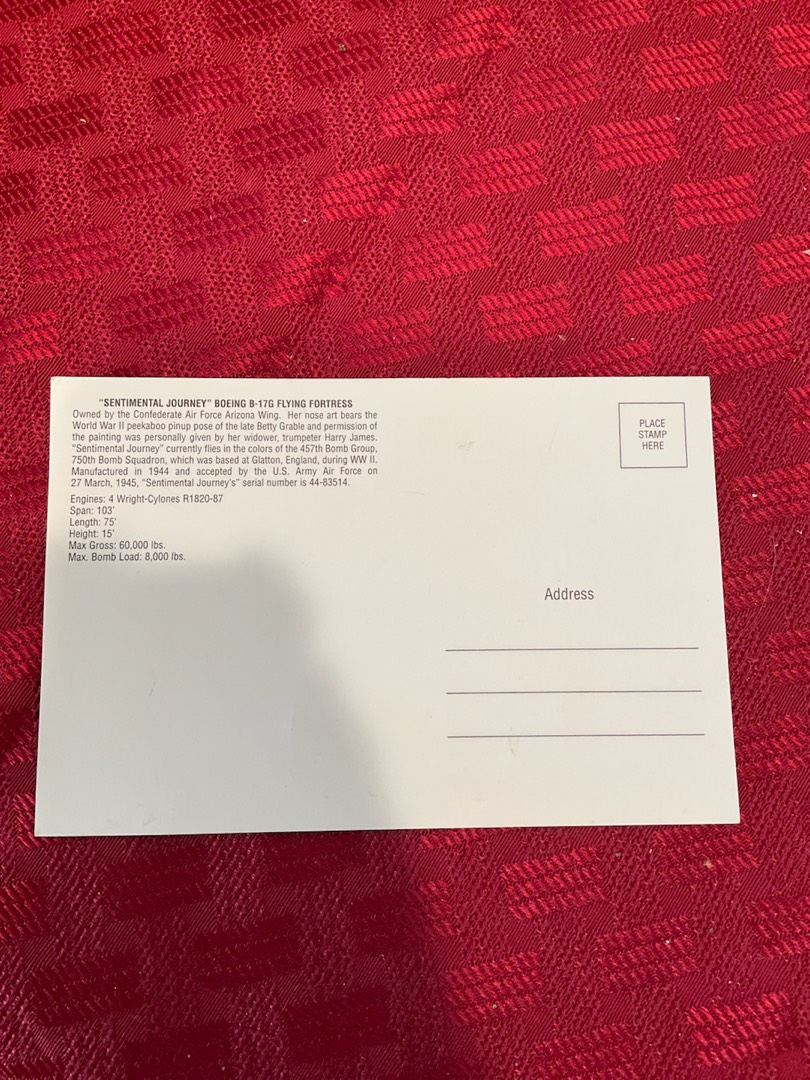 "SENTIMENTAL JOURNEY" BOEING B-17G FLYING FORTRESS
Owned by the Confederate Air Force Arizona Wing. Her nose art bears the
World War II peekaboo pinup pose of the late Betty Grable and permission of
the painting was personally given by her widower, trumpeter Harry James.
"Sentimental Journey" currently flies in the colors of the 457th Bomb Group,
750th Bomb Squadron, which was based at Glatton, England, during WW II.
Manufactured in 1944 and accepted by the U.S. Army Air Force on
27 March, 1945, "Sentimental Journey's" serial number is 44-83514.
Engines: 4 Wright-Cylones R1820-87
Span: 103'
Length: 75'
Height: 15'
Max Gross: 60,000 lbs.
Max. Bomb Load: 8,000 lbs.
PLACE
STAMP
HERE
Address